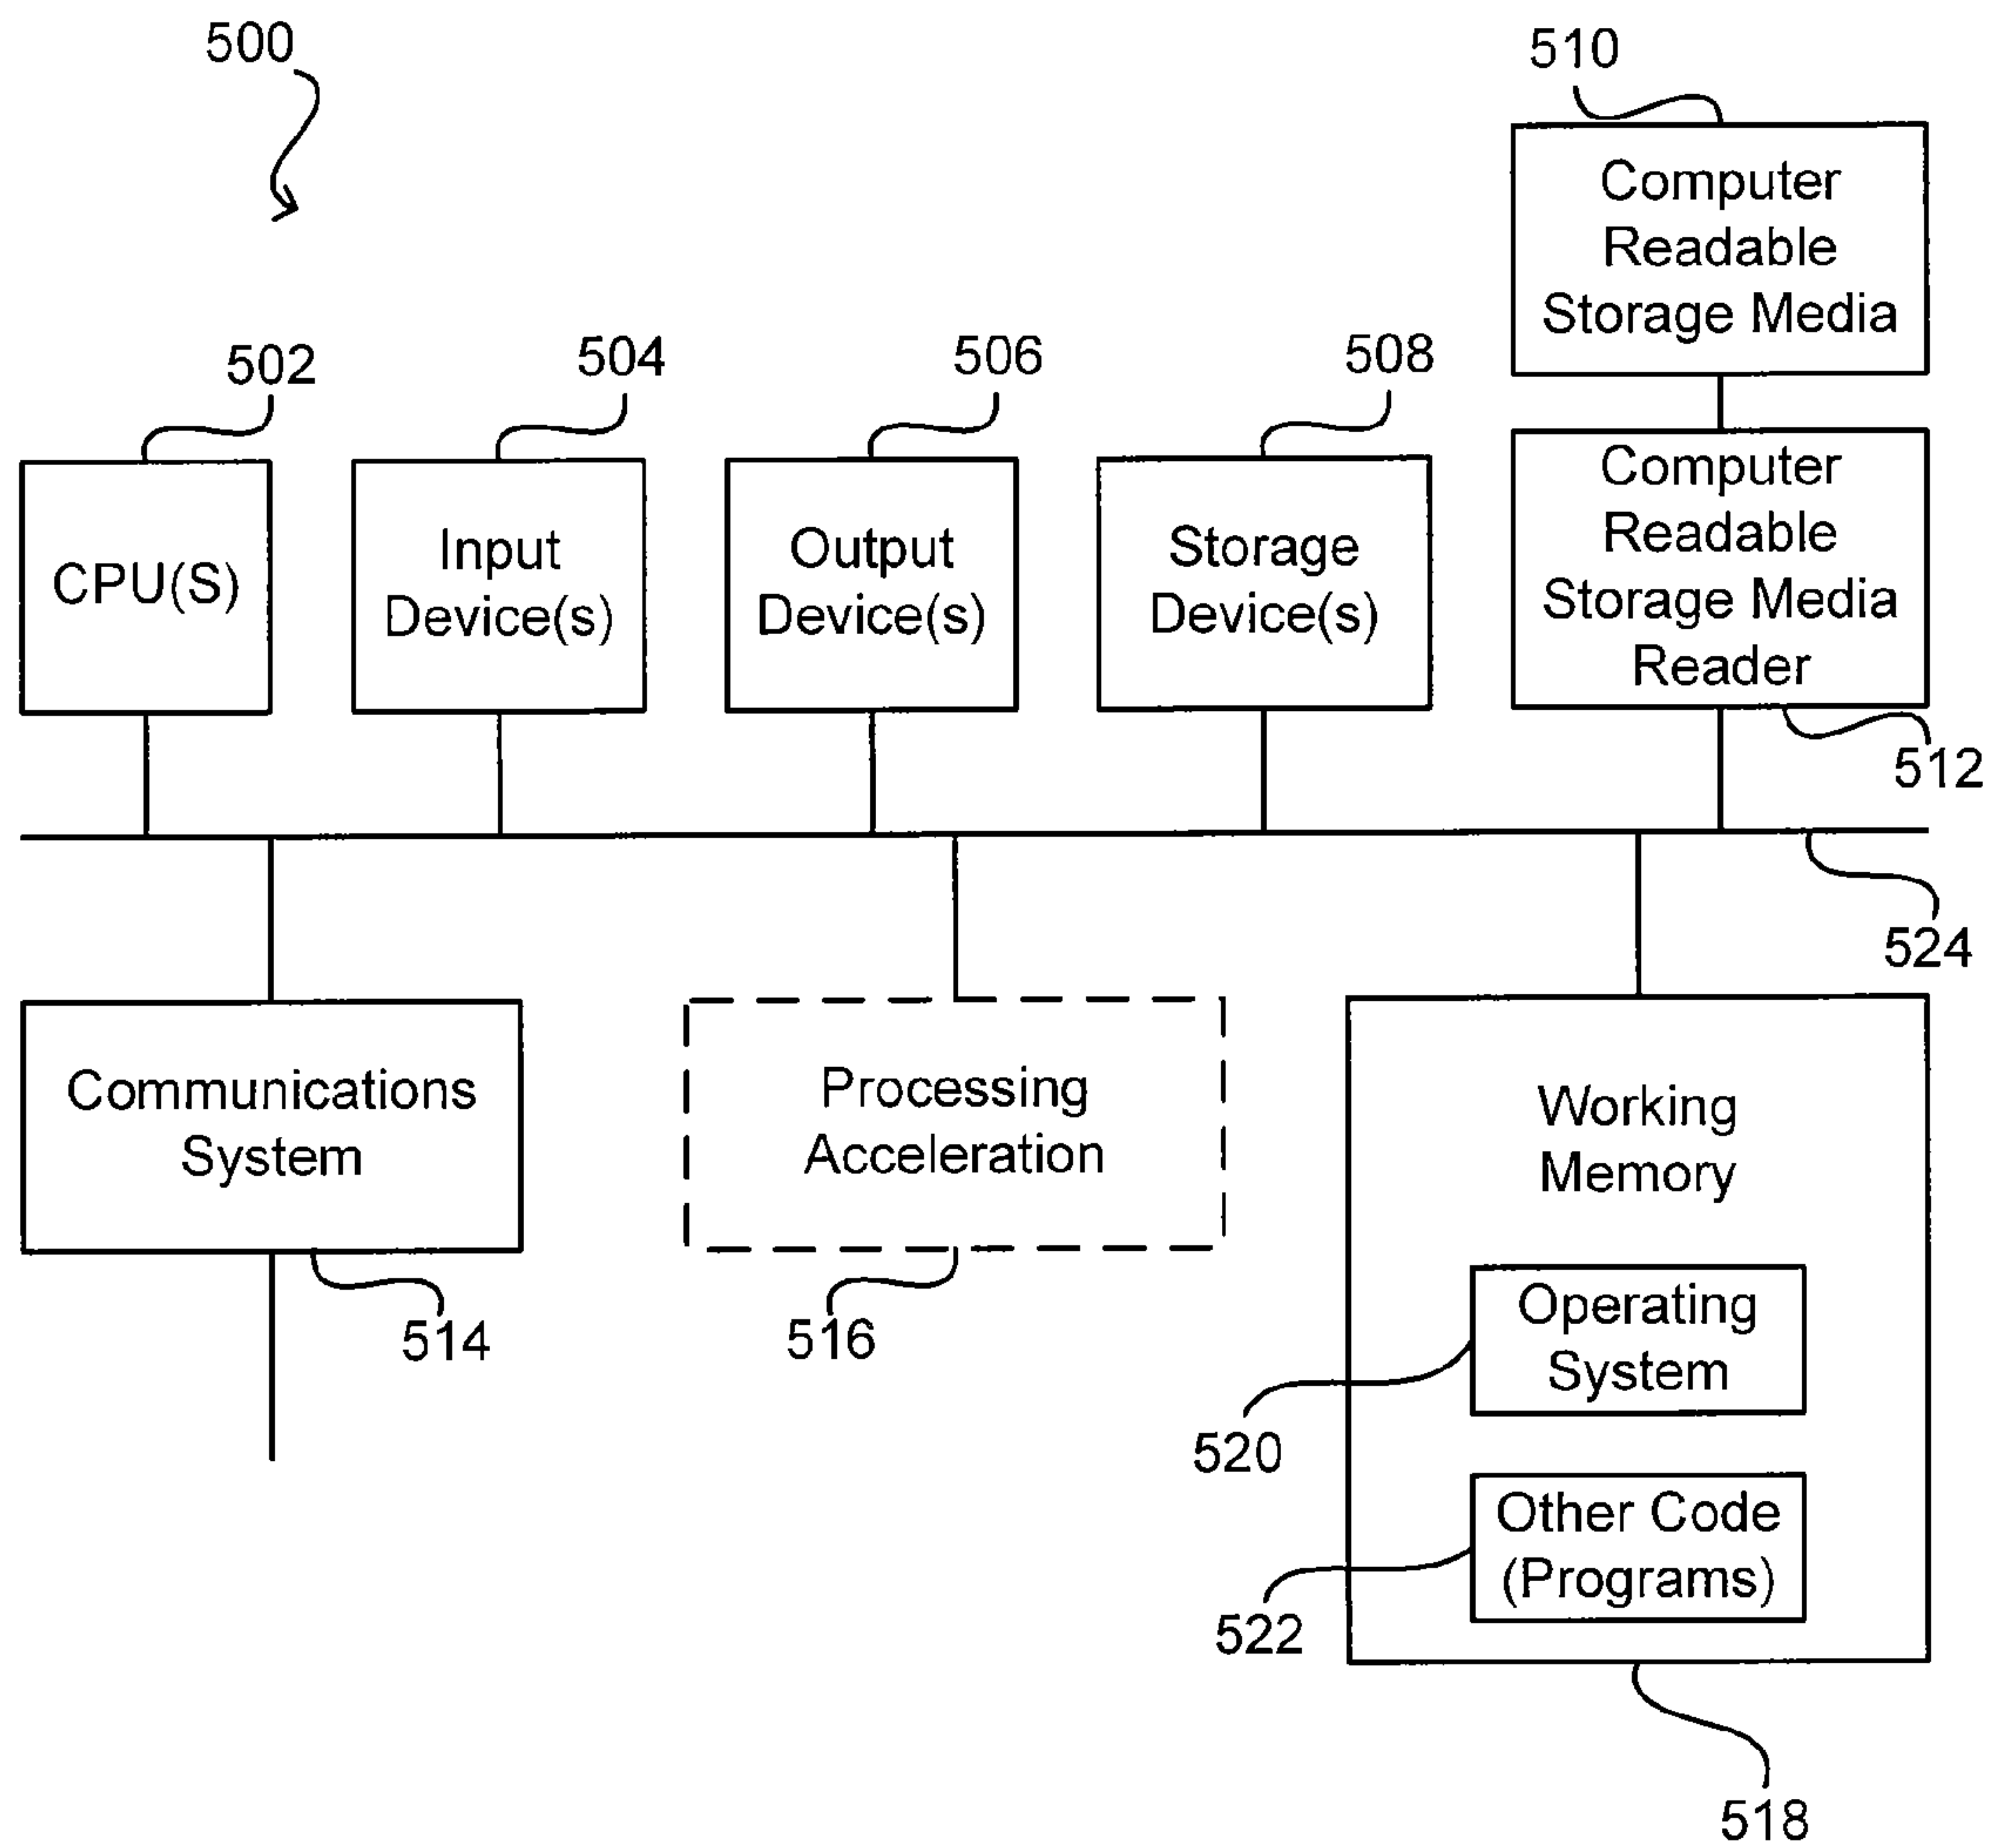 500
510
Computer
Readable
Storage Media
502
504
506
508
CPU(S)
Input
Device(s)
Output
Device(s)
Storage
Device(s)
Computer
Readable
Storage Media
Reader
512
524
Communications
System
514
Processing
Acceleration
516
Working
Memory
Operating
System
520
Other Code
(Programs)
522
518